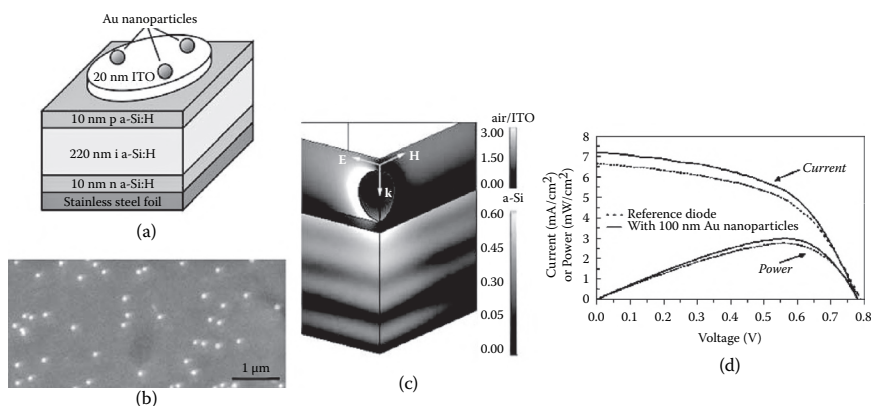 Au nanoparticles
20 nm ITO
10 nm p a-Si:H
220 nm i a-Si:H
10 nm n a-Si:H
Stainless steel foil
(a)
1 μm
(b)
air/ITO
3.00
1.50
0.00
a-Si
0.60
0.45
0.30
0.15
0.00
E
H
k
(c)
Current (mA/cm2)
or Power (mW/cm2)
8
7
6
5
4
3
2
1
0
Current
Reference diode
With 100 nm Au nanoparticles
Power
0.0 0.1 0.2 0.3 0.4 0.5 0.6 0.7 0.8
Voltage (V)
(d)